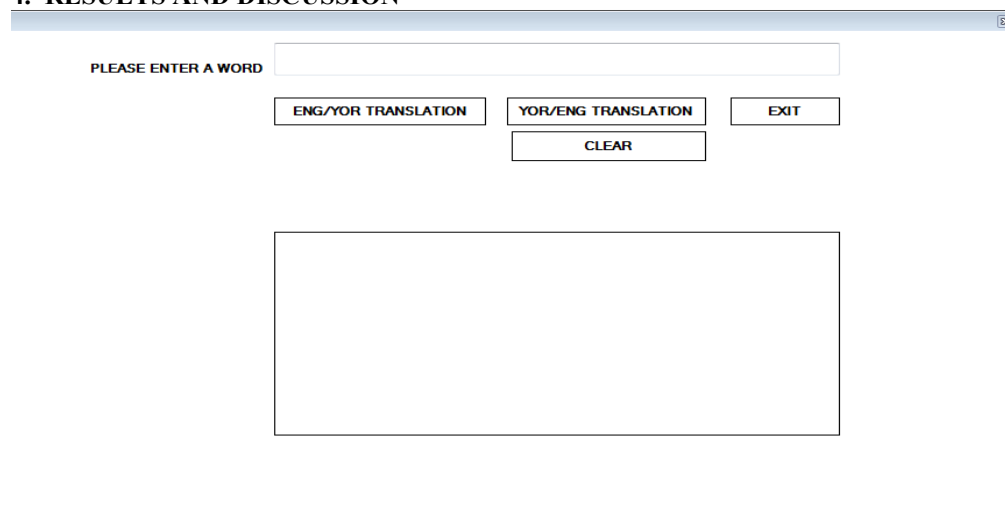 4. RESULTS AND DISCUSSION
PLEASE ENTER A WORD
ENG/YOR TRANSLATION YOR/ENG TRANSLATION EXIT
CLEAR